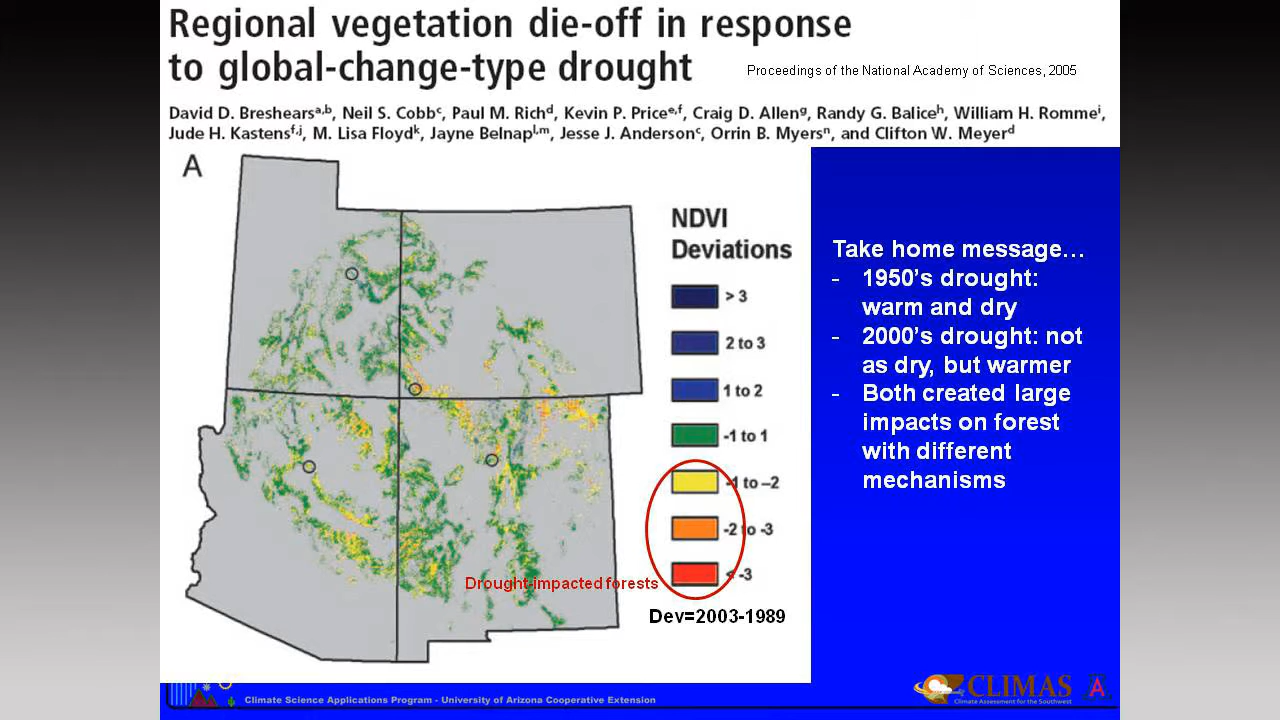 Regional vegetation die-off in response
to global-change-type drought
Proceedings of the National Academy of Sciences, 2005
David D. Breshears^a,b, Neil S. Cobb^c, Paul M. Rich^d, Kevin P. Price^e,f, Craig D. Allen^g, Randy G. Balice^h, William H. Romme^i,
Jude H. Kastens^f,j, M. Lisa Floyd^k, Jayne Belnap^l,m, Jesse J. Anderson^c, Orrin B. Myers^n, and Clifton W. Meyer^d
A
NDVI
Deviations
> 3
2 to 3
1 to 2
-1 to 1
-1 to –2
-2 to -3
< -3
Drought-impacted forests
Dev=2003-1989
Take home message…
- 1950’s drought:
warm and dry
- 2000’s drought: not
as dry, but warmer
- Both created large
impacts on forest
with different
mechanisms
Climate Science Applications Program - University of Arizona Cooperative Extension
CLIMAS
Climate Assessment for the Southwest
A